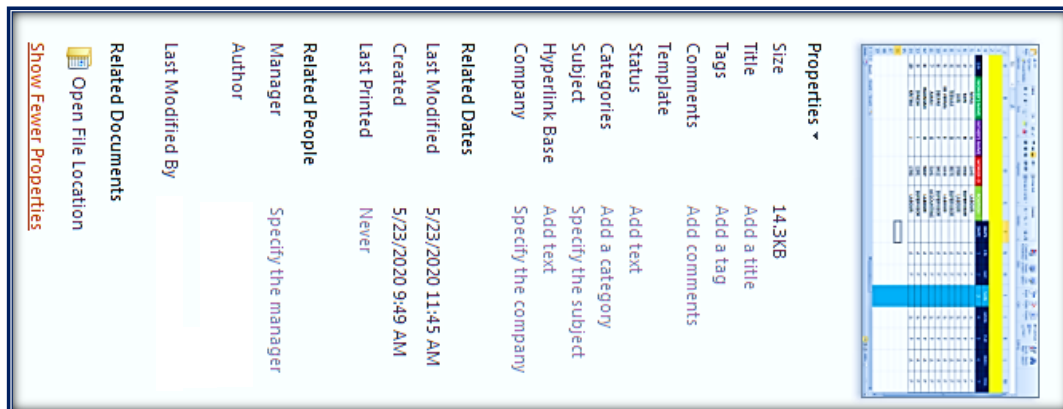 Properties
Size 14.3KB
Title Add a title
Tags Add a tag
Comments Add comments
Template
Status Add text
Categories Add a category
Subject Specify the subject
Hyperlink Base Add text
Company Specify the company
Related Dates
Last Modified 5/23/2020 11:45 AM
Created 5/23/2020 9:49 AM
Last Printed Never
Related People
Manager Specify the manager
Author
Last Modified By
Related Documents
Open File Location
Show Fewer Properties